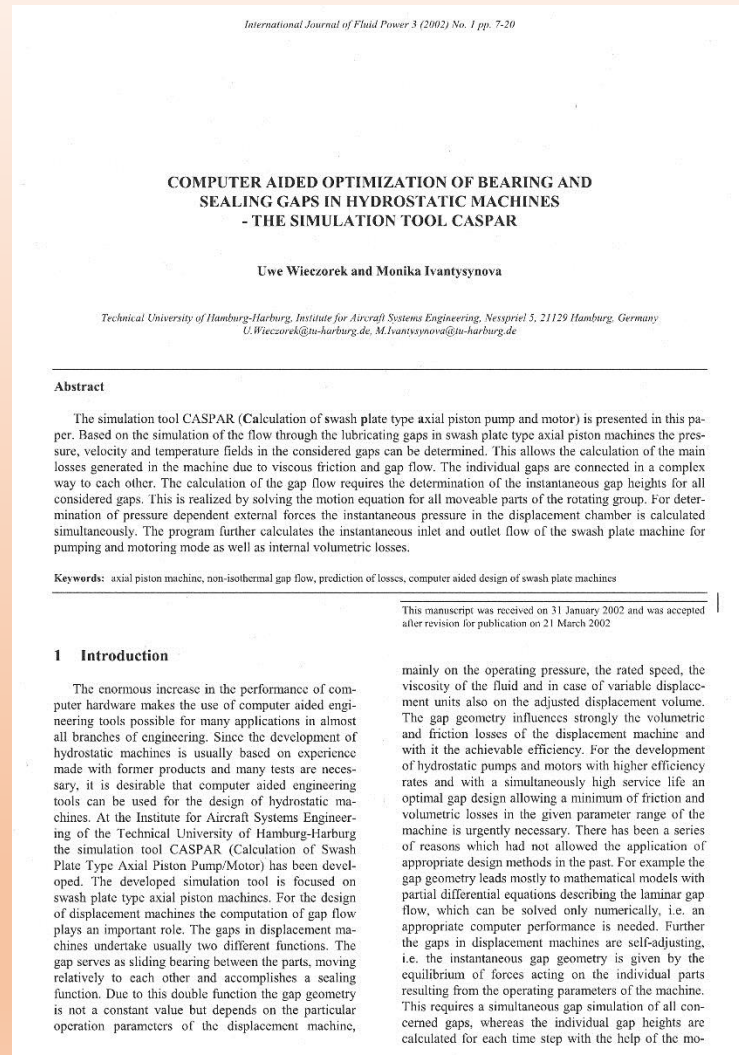 International Journal of Fluid Power 3 (2002) No. 1 pp. 7-20
COMPUTER AIDED OPTIMIZATION OF BEARING AND
SEALING GAPS IN HYDROSTATIC MACHINES
- THE SIMULATION TOOL CASPAR
Uwe Wieczorek and Monika Ivantysynova
Technical University of Hamburg-Harburg, Institute for Aircraft Systems Engineering, Nesspriel 5, 21129 Hamburg, Germany
U.Wieczorek@tu-harburg.de, M.Ivantysynova@tu-harburg.de
Abstract
The simulation tool CASPAR (Calculation of swash plate type axial piston pump and motor) is presented in this pa-
per. Based on the simulation of the flow through the lubricating gaps in swash plate type axial piston machines the pres-
sure, velocity and temperature fields in the considered gaps can be determined. This allows the calculation of the main
losses generated in the machine due to viscous friction and gap flow. The individual gaps are connected in a complex
way to each other. The calculation of the gap flow requires the determination of the instantaneous gap heights for all
considered gaps. This is realized by solving the motion equation for all moveable parts of the rotating group. For deter-
mination of pressure dependent external forces the instantaneous pressure in the displacement chamber is calculated
simultaneously. The program further calculates the instantaneous inlet and outlet flow of the swash plate machine for
pumping and motoring mode as well as internal volumetric losses.
Keywords: axial piston machine, non-isothermal gap flow, prediction of losses, computer aided design of swash plate machines
This manuscript was received on 31 January 2002 and was accepted
after revision for publication on 21 March 2002
1 Introduction
The enormous increase in the performance of com-
puter hardware makes the use of computer aided engi-
neering tools possible for many applications in almost
all branches of engineering. Since the development of
hydrostatic machines is usually based on experience
made with former products and many tests are neces-
sary, it is desirable that computer aided engineering
tools can be used for the design of hydrostatic ma-
chines. At the Institute for Aircraft Systems Engineer-
ing of the Technical University of Hamburg-Harburg
the simulation tool CASPAR (Calculation of Swash
Plate Type Axial Piston Pump/Motor) has been devel-
oped. The developed simulation tool is focused on
swash plate type axial piston machines. For the design
of displacement machines the computation of gap flow
plays an important role. The gaps in displacement ma-
chines undertake usually two different functions. The
gap serves as sliding bearing between the parts, moving
relatively to each other and accomplishes a sealing
function. Due to this double function the gap geometry
is not a constant value but depends on the particular
operation parameters of the displacement machine,
mainly on the operating pressure, the rated speed, the
viscosity of the fluid and in case of variable displace-
ment units also on the adjusted displacement volume.
The gap geometry influences strongly the volumetric
and friction losses of the displacement machine and
with it the achievable efficiency. For the development
of hydrostatic pumps and motors with higher efficiency
rates and with a simultaneously high service life an
optimal gap design allowing a minimum of friction and
volumetric losses in the given parameter range of the
machine is urgently necessary. There has been a series
of reasons which had not allowed the application of
appropriate design methods in the past. For example the
gap geometry leads mostly to mathematical models with
partial differential equations describing the laminar gap
flow, which can be solved only numerically, i.e. an
appropriate computer performance is needed. Further
the gaps in displacement machines are self-adjusting,
i.e. the instantaneous gap geometry is given by the
equilibrium of forces acting on the individual parts
resulting from the operating parameters of the machine.
This requires a simultaneous gap simulation of all con-
cerned gaps, whereas the individual gap heights are
calculated for each time step with the help of the mo-